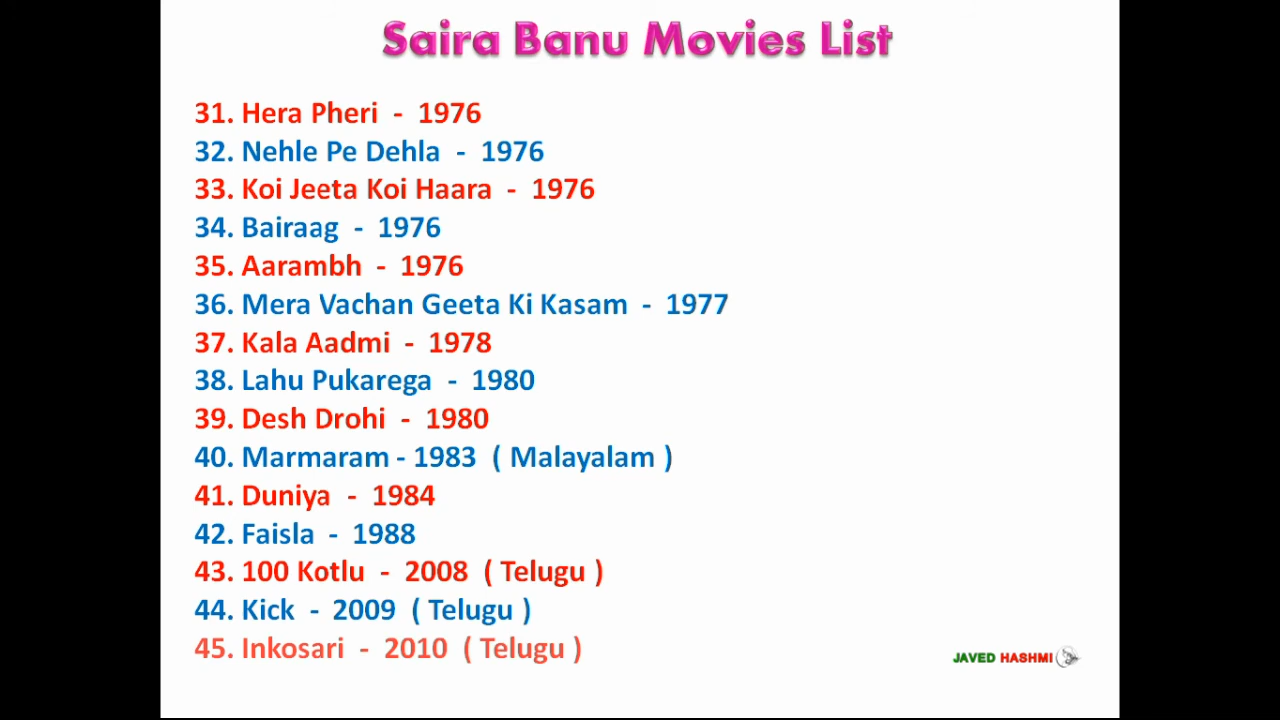 Saira Banu Movies List
31. Hera Pheri - 1976
32. Nehle Pe Dehla - 1976
33. Koi Jeeta Koi Haara - 1976
34. Bairaag - 1976
35. Aarambh - 1976
36. Mera Vachan Geeta Ki Kasam - 1977
37. Kala Aadmi - 1978
38. Lahu Pukarega - 1980
39. Desh Drohi - 1980
40. Marmaram - 1983 ( Malayalam )
41. Duniya - 1984
42. Faisla - 1988
43. 100 Kotlu - 2008 ( Telugu )
44. Kick - 2009 ( Telugu )
45. Inkosari - 2010 ( Telugu )
JAVED HASHMI